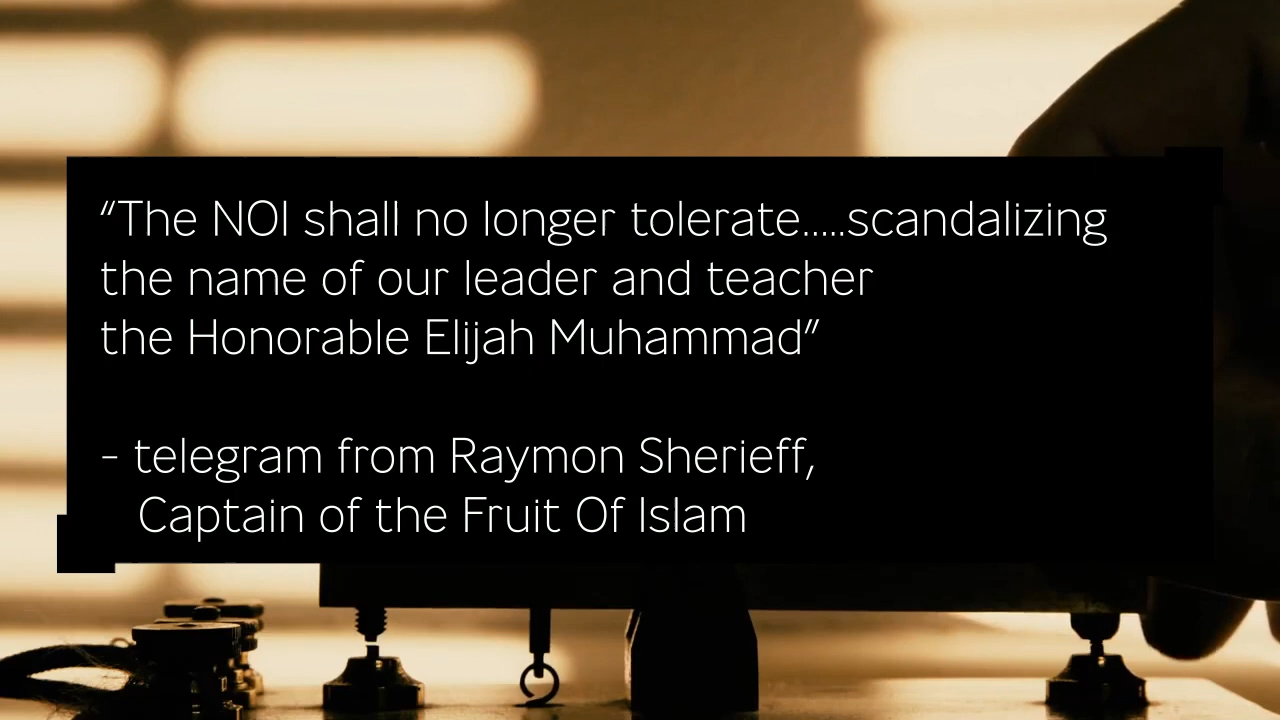 “The NOI shall no longer tolerate.....scandalizing
the name of our leader and teacher
the Honorable Elijah Muhammad”
- telegram from Raymon Sherieff,
Captain of the Fruit Of Islam